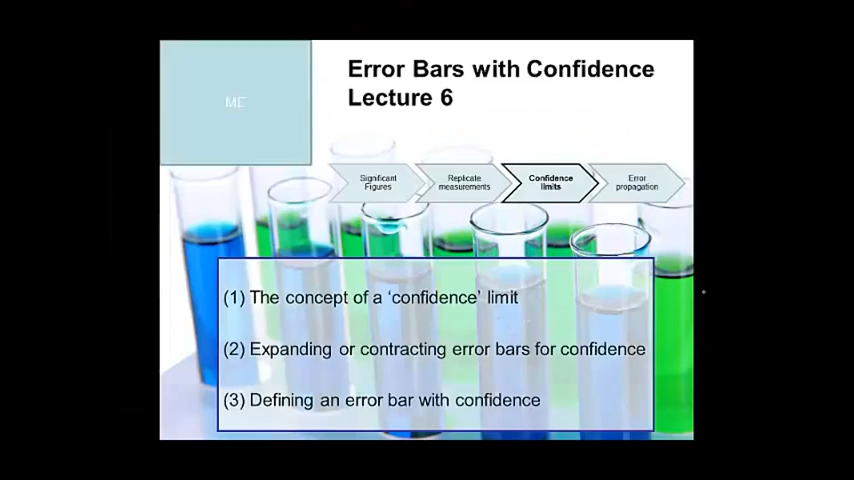 ME
Error Bars with Confidence
Lecture 6
Significant
Figures
Replicate
measurements
Confidence
limits
Error
propagation
(1) The concept of a ‘confidence’ limit
(2) Expanding or contracting error bars for confidence
(3) Defining an error bar with confidence